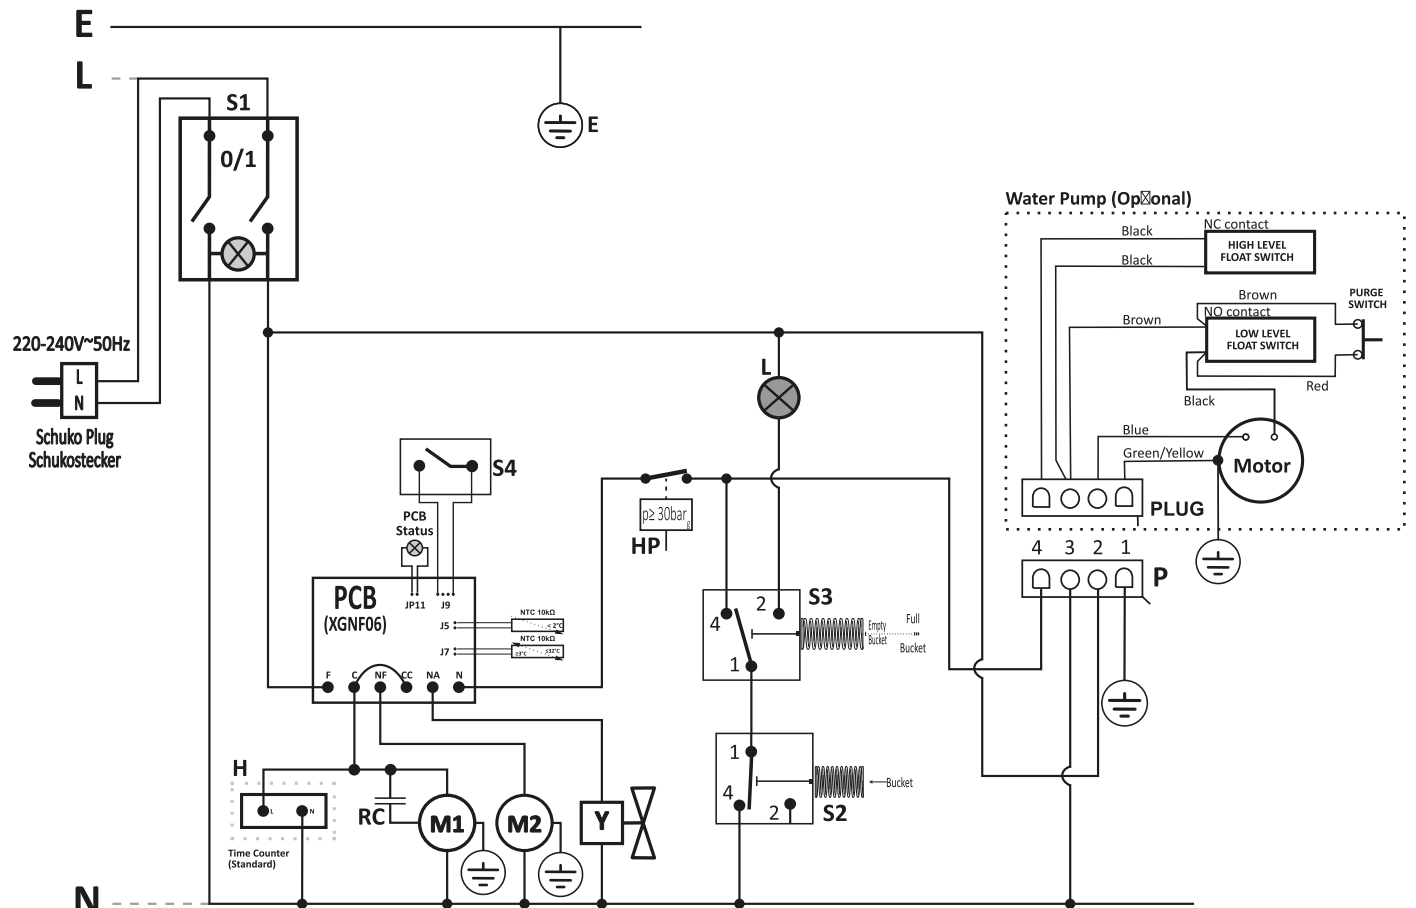 E
L
S1
0/1
E
Water Pump (Op☒onal)
NC contact
Black
HIGH LEVEL
FLOAT SWITCH
Black
Brown
PURGE
SWITCH
NO contact
Brown
LOW LEVEL
FLOAT SWITCH
Red
Black
Blue
Green/Yellow
Motor
PLUG
4 3 2 1
P
220-240V~50Hz
L
N
Schuko Plug
Schukostecker
L
S4
PCB
Status
p≥ 30bar
HP
PCB
(XGNF06)
JP11 J9
J5
NTC 10kΩ
< 2°C
J7
NTC 10kΩ
≥3°C ≤32°C
F C NF CC NA N
S3
4 2
1
Empty
Bucket
Full
Bucket
1
4
2
S2
Bucket
H
L N
Time Counter
(Standard)
RC
M1
M2
Y
N